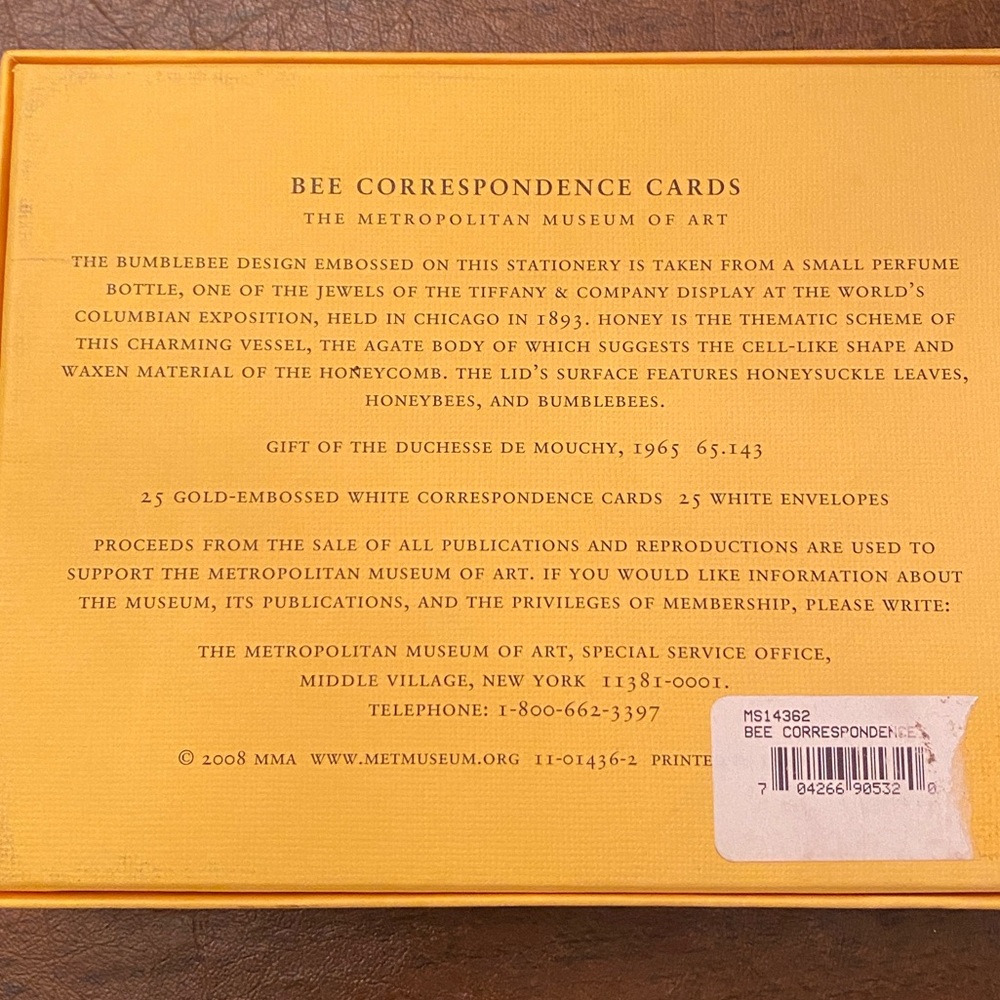 BEE CORRESPONDENCE CARDS
THE METROPOLITAN MUSEUM OF ART
THE BUMBLEBEE DESIGN EMBOSSED ON THIS STATIONERY IS TAKEN FROM A SMALL PERFUME
BOTTLE, ONE OF THE JEWELS OF THE TIFFANY & COMPANY DISPLAY AT THE WORLD'S
COLUMBIAN EXPOSITION, HELD IN CHICAGO IN 1893. HONEY IS THE THEMATIC SCHEME OF
THIS CHARMING VESSEL, THE AGATE BODY OF WHICH SUGGESTS THE CELL-LIKE SHAPE AND
WAXEN MATERIAL OF THE HONEYCOMB. THE LID'S SURFACE FEATURES HONEYSUCKLE LEAVES,
HONEYBEES, AND BUMBLEBEES.
GIFT OF THE DUCHESSE DE MOUCHY, 1965 65.143
25 GOLD-EMBOSSED WHITE CORRESPONDENCE CARDS 25 WHITE ENVELOPES
PROCEEDS FROM THE SALE OF ALL PUBLICATIONS AND REPRODUCTIONS ARE USED TO
SUPPORT THE METROPOLITAN MUSEUM OF ART. IF YOU WOULD LIKE INFORMATION ABOUT
THE MUSEUM, ITS PUBLICATIONS, AND THE PRIVILEGES OF MEMBERSHIP, PLEASE WRITE:
THE METROPOLITAN MUSEUM OF ART, SPECIAL SERVICE OFFICE,
MIDDLE VILLAGE, NEW YORK 11381-0001.
TELEPHONE: 1-800-662-3397
© 2008 MMA WWW.METMUSEUM.ORG 11-01436-2 PRINTE
MS14362
BEE CORRESPONDENCE
7 04266 90532 0